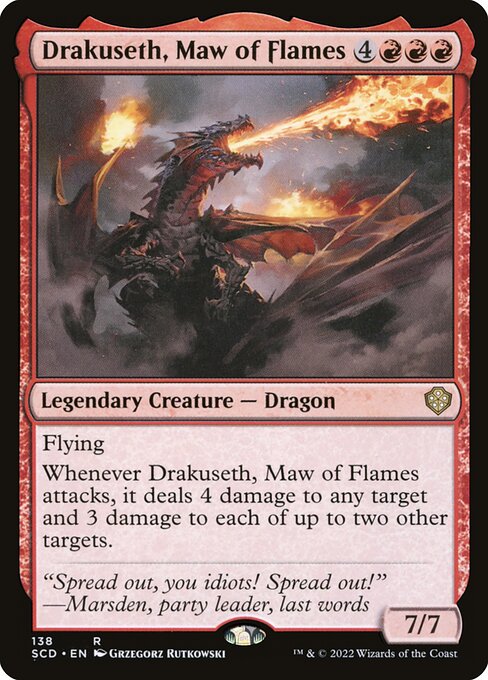 Drakuseth, Maw of Flames 4
Legendary Creature — Dragon
Flying
Whenever Drakuseth, Maw of Flames
attacks, it deals 4 damage to any target
and 3 damage to each of up to two other
targets.
“Spread out, you idiots! Spread out!”
—Marsden, party leader, last words
7/7
138 R
SCD • EN Grzegorz Rutkowski
™ & © 2022 Wizards of the Coast